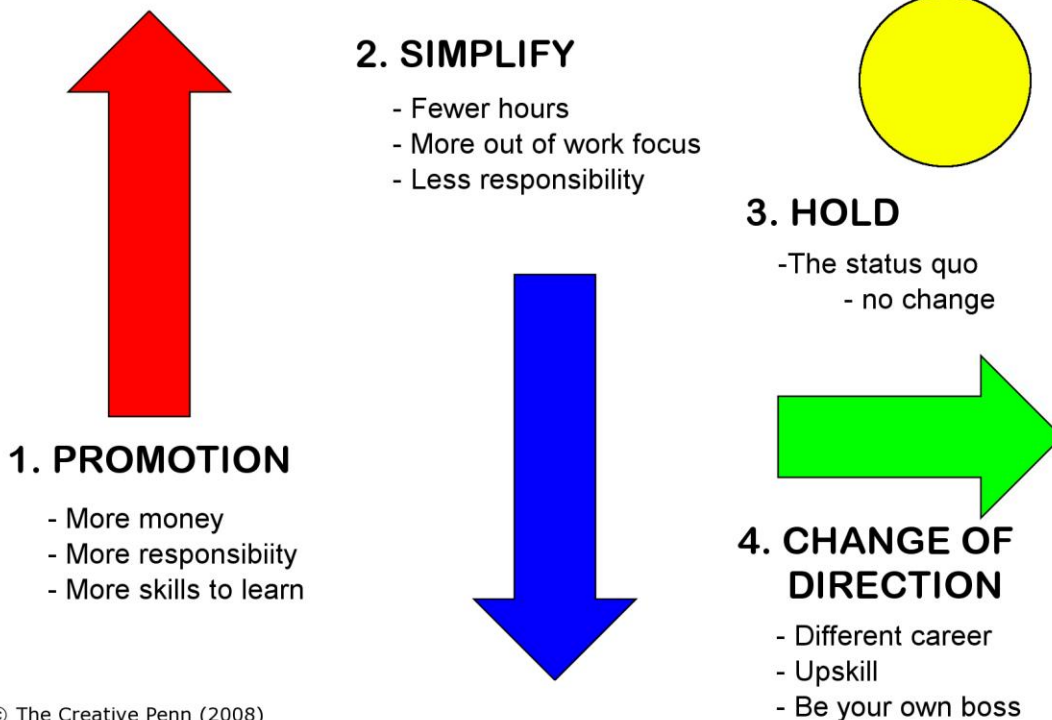 1. PROMOTION
- More money
- More responsibiity
- More skills to learn
2. SIMPLIFY
- Fewer hours
- More out of work focus
- Less responsibility
3. HOLD
-The status quo
- no change
4. CHANGE OF
DIRECTION
- Different career
- Upskill
- Be your own boss
© The Creative Penn (2008)